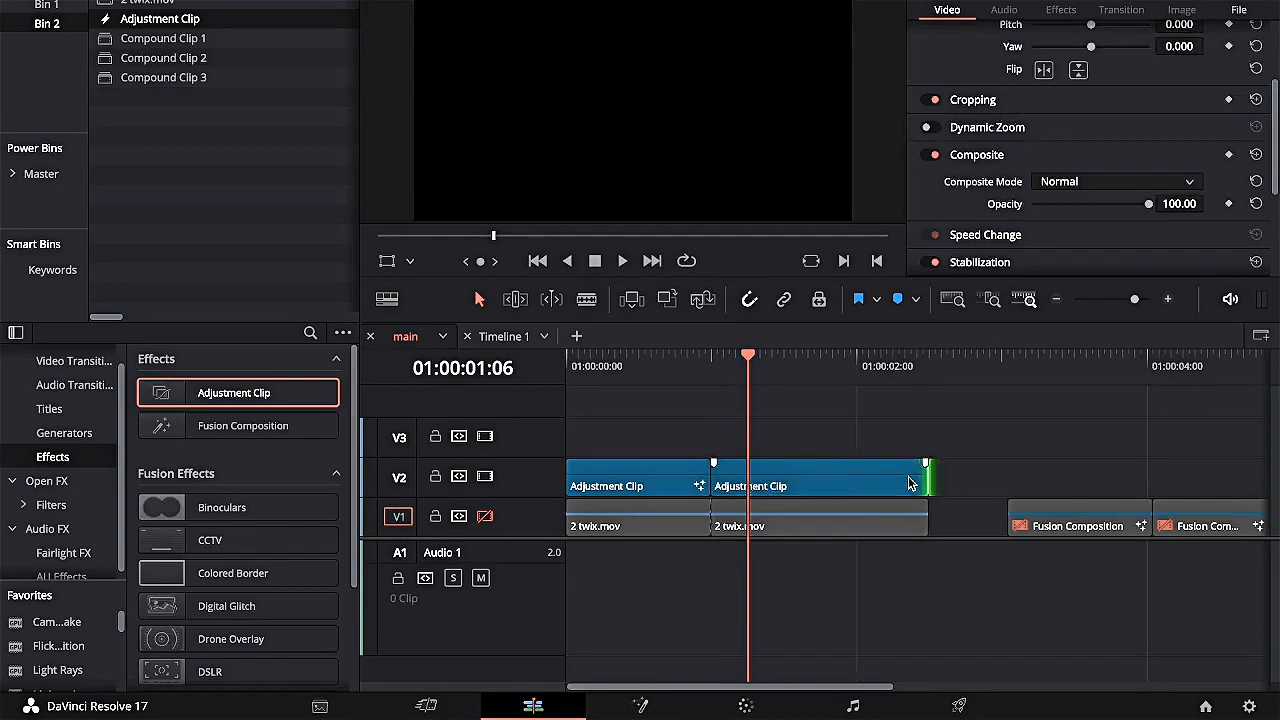 Bin 1
Bin 2
2 twix.mov
Adjustment Clip
Compound Clip 1
Compound Clip 2
Compound Clip 3
Power Bins
Master
Smart Bins
Keywords
Video
Audio
Effects
Transition
Image
File
Pitch
0.000
Yaw
0.000
Flip
Cropping
Dynamic Zoom
Composite
Composite Mode
Normal
Opacity
100.00
Speed Change
Stabilization
Video Transiti...
Audio Transiti...
Titles
Generators
Effects
Open FX
Filters
Audio FX
Fairlight FX
AU Effects
Favorites
Cam...ake
Flick...ition
Light Rays
Effects
Adjustment Clip
Fusion Composition
Fusion Effects
Binoculars
CCTV
Colored Border
Digital Glitch
Drone Overlay
DSLR
main
Timeline 1
01:00:01:06
01:00:00:00
01:00:02:00
01:00:04:00
V3
V2
Adjustment Clip
Adjustment Clip
V1
2 twix.mov
2 twix.mov
Fusion Composition
Fusion Com...
A1
Audio 1
2.0
S
M
0 Clip
DaVinci Resolve 17